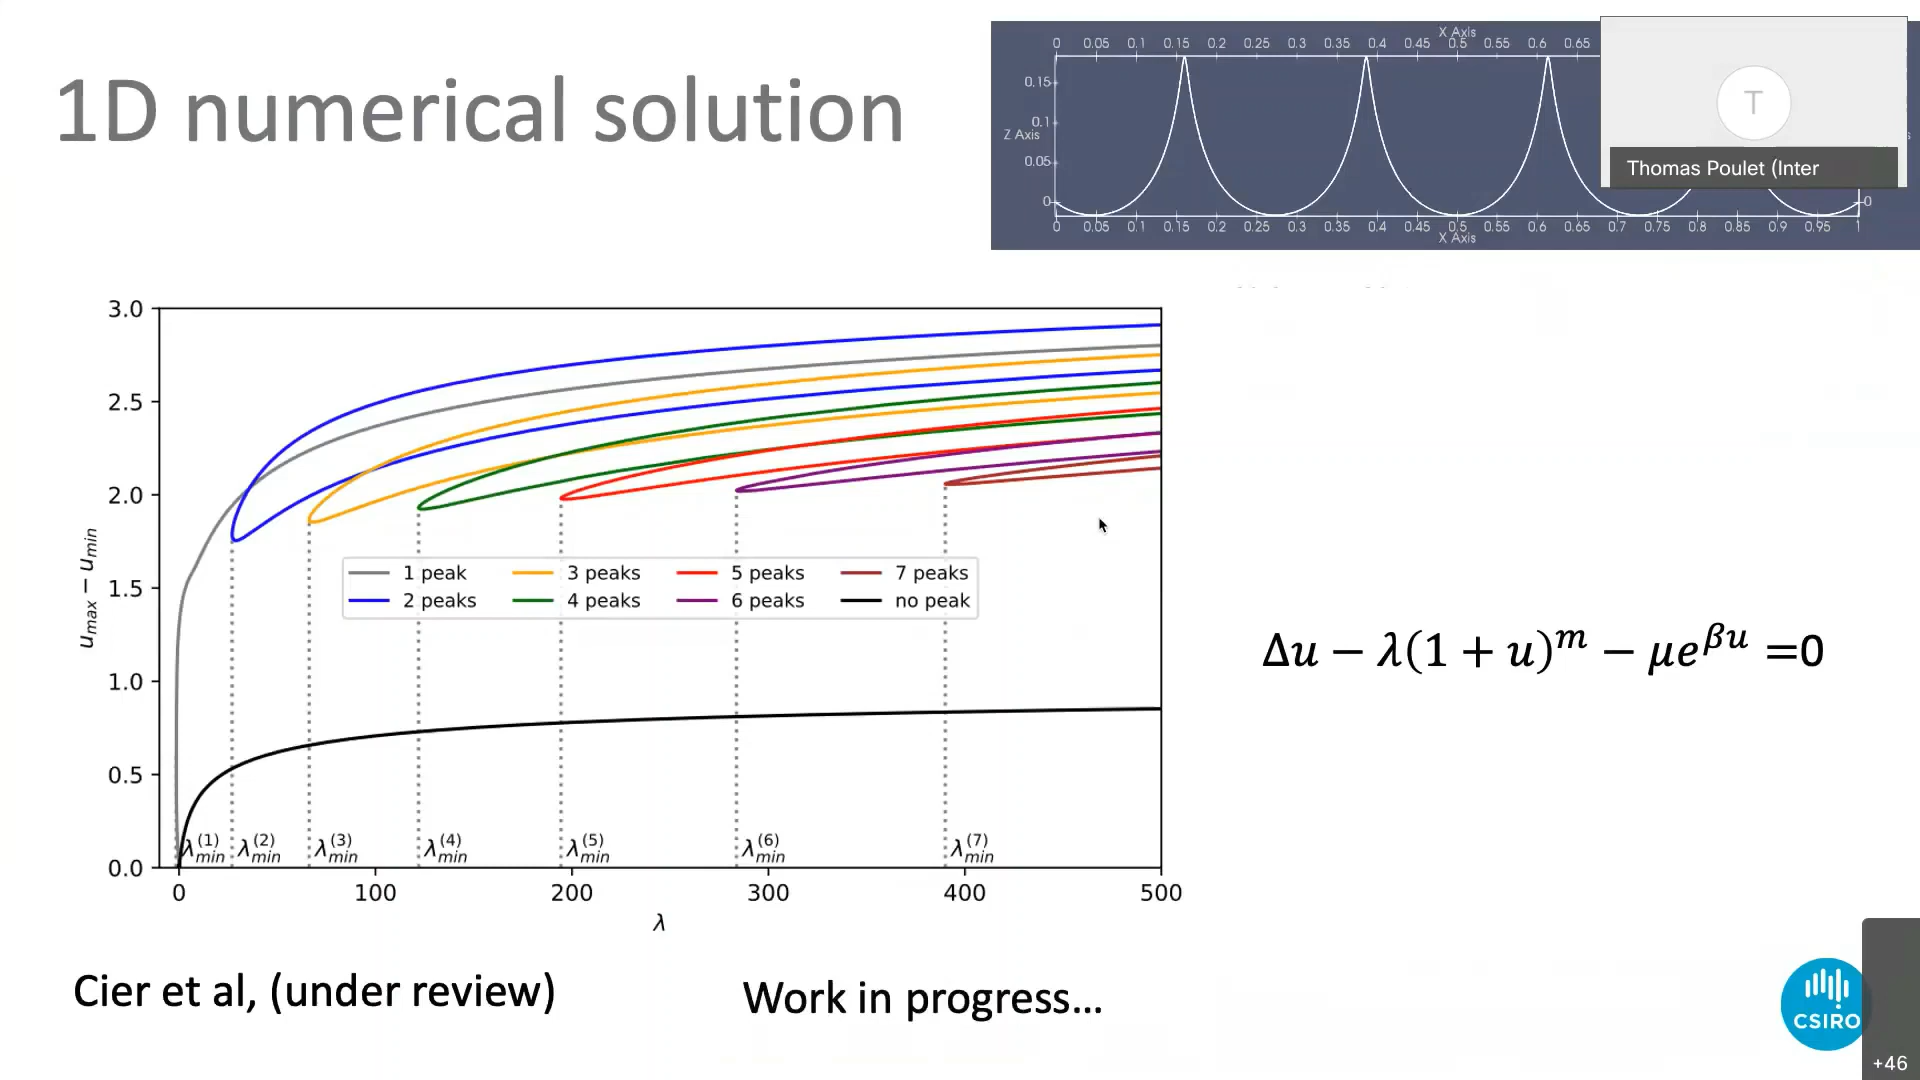 1D numerical solution
X Axis
0 0.05 0.1 0.15 0.2 0.25 0.3 0.35 0.4 0.45 0.5 0.55 0.6 0.65
0.15
0.1
Z Axis
0.05
0
0
0 0.05 0.1 0.15 0.2 0.25 0.3 0.35 0.4 0.45 0.5 0.55 0.6 0.65 0.7 0.75 0.8 0.85 0.9 0.95 1
X Axis
T
Thomas Poulet (Inter
3.0
2.5
2.0
1.5
1.0
0.5
0.0
u_max − u_min
1 peak 3 peaks 5 peaks 7 peaks
2 peaks 4 peaks 6 peaks no peak
λ_min^(1) λ_min^(2) λ_min^(3) λ_min^(4) λ_min^(5) λ_min^(6) λ_min^(7)
0 100 200 300 400 500
λ
Δu − λ(1 + u)^m − μe^βu =0
Cier et al, (under review)
Work in progress…
CSIRO
+46